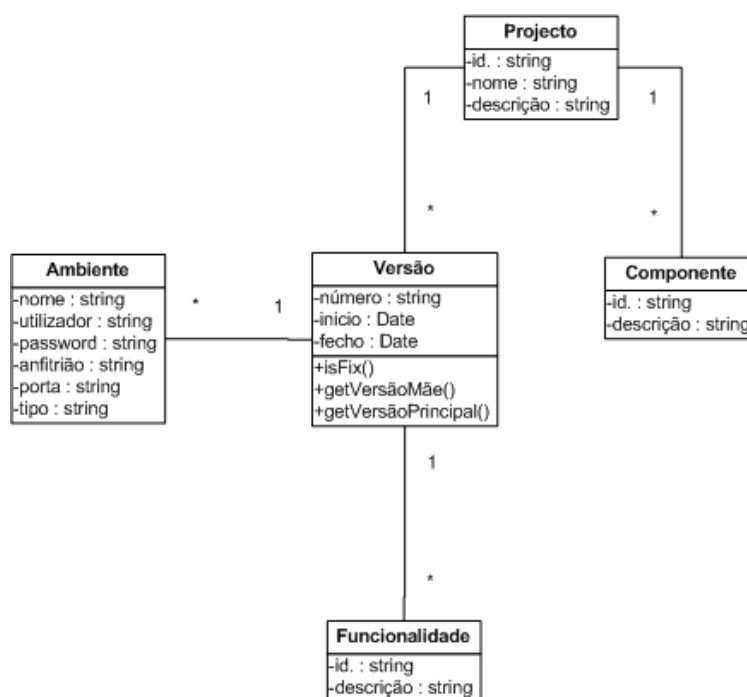 Projecto
-id. : string
-nome : string
-descrição : string
1
1
*
*
Ambiente
-nome : string
-utilizador : string
-password : string
-anfitrião : string
-porta : string
-tipo : string
*
1
Versão
-número : string
-inicio : Date
-fecho : Date
+isFix()
+getVersãoMãe()
+getVersãoPrincipal()
Componente
-id. : string
-descrição : string
1
*
Funcionalidade
-id. : string
-descrição : string